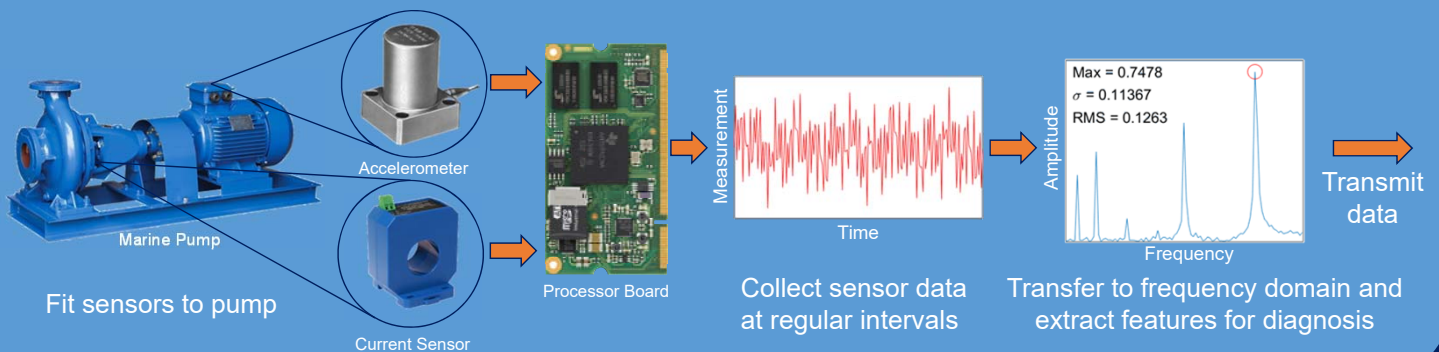 Marine Pump
Fit sensors to pump
Accelerometer
Current Sensor
Processor Board
Measurement
Time
Collect sensor data
at regular intervals
Max = 0.7478
σ = 0.11367
RMS = 0.1263
Amplitude
Frequency
Transfer to frequency domain and
extract features for diagnosis
Transmit
data